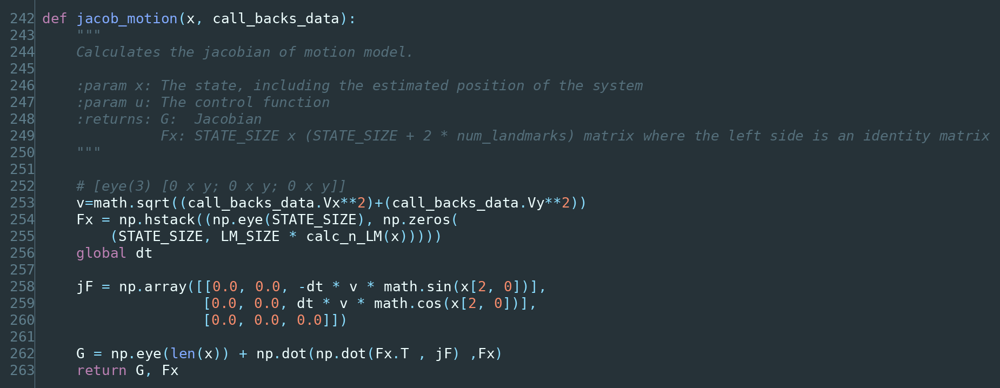 242 def jacob_motion(x, call_backs_data):
243     """
244     Calculates the jacobian of motion model.
245
246     :param x: The state, including the estimated position of the system
247     :param u: The control function
248     :returns: G:  Jacobian
249               Fx: STATE_SIZE x (STATE_SIZE + 2 * num_landmarks) matrix where the left side is an identity matrix
250     """
251
252     # [eye(3) [0 x y; 0 x y; 0 x y]]
253     v=math.sqrt((call_backs_data.Vx**2)+(call_backs_data.Vy**2))
254     Fx = np.hstack((np.eye(STATE_SIZE), np.zeros(
255         (STATE_SIZE, LM_SIZE * calc_n_LM(x)))))
256     global dt
257
258     jF = np.array([[0.0, 0.0, -dt * v * math.sin(x[2, 0])],
259                    [0.0, 0.0, dt * v * math.cos(x[2, 0])],
260                    [0.0, 0.0, 0.0]])
261
262     G = np.eye(len(x)) + np.dot(np.dot(Fx.T , jF) ,Fx)
263     return G, Fx